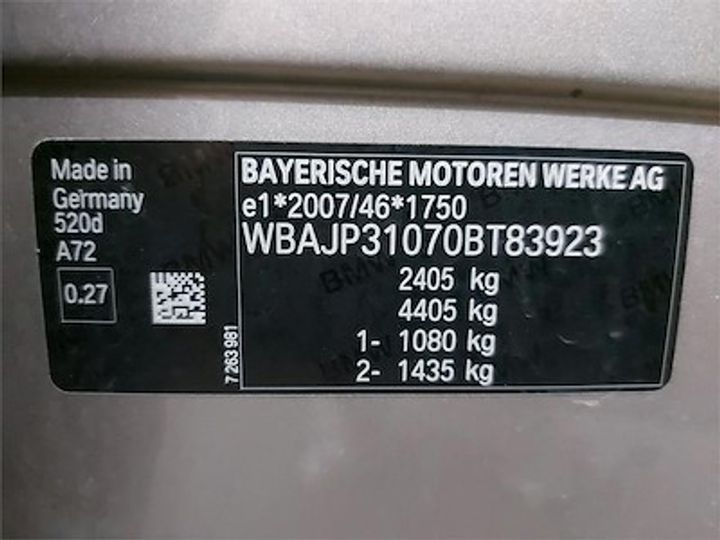 Made in
Germany
520d
A72
0.27
7 263 981
BAYERISCHE MOTOREN WERKE AG
e1*2007/46*1750
WBAJP31070BT83923
2405 kg
4405 kg
1- 1080 kg
2- 1435 kg